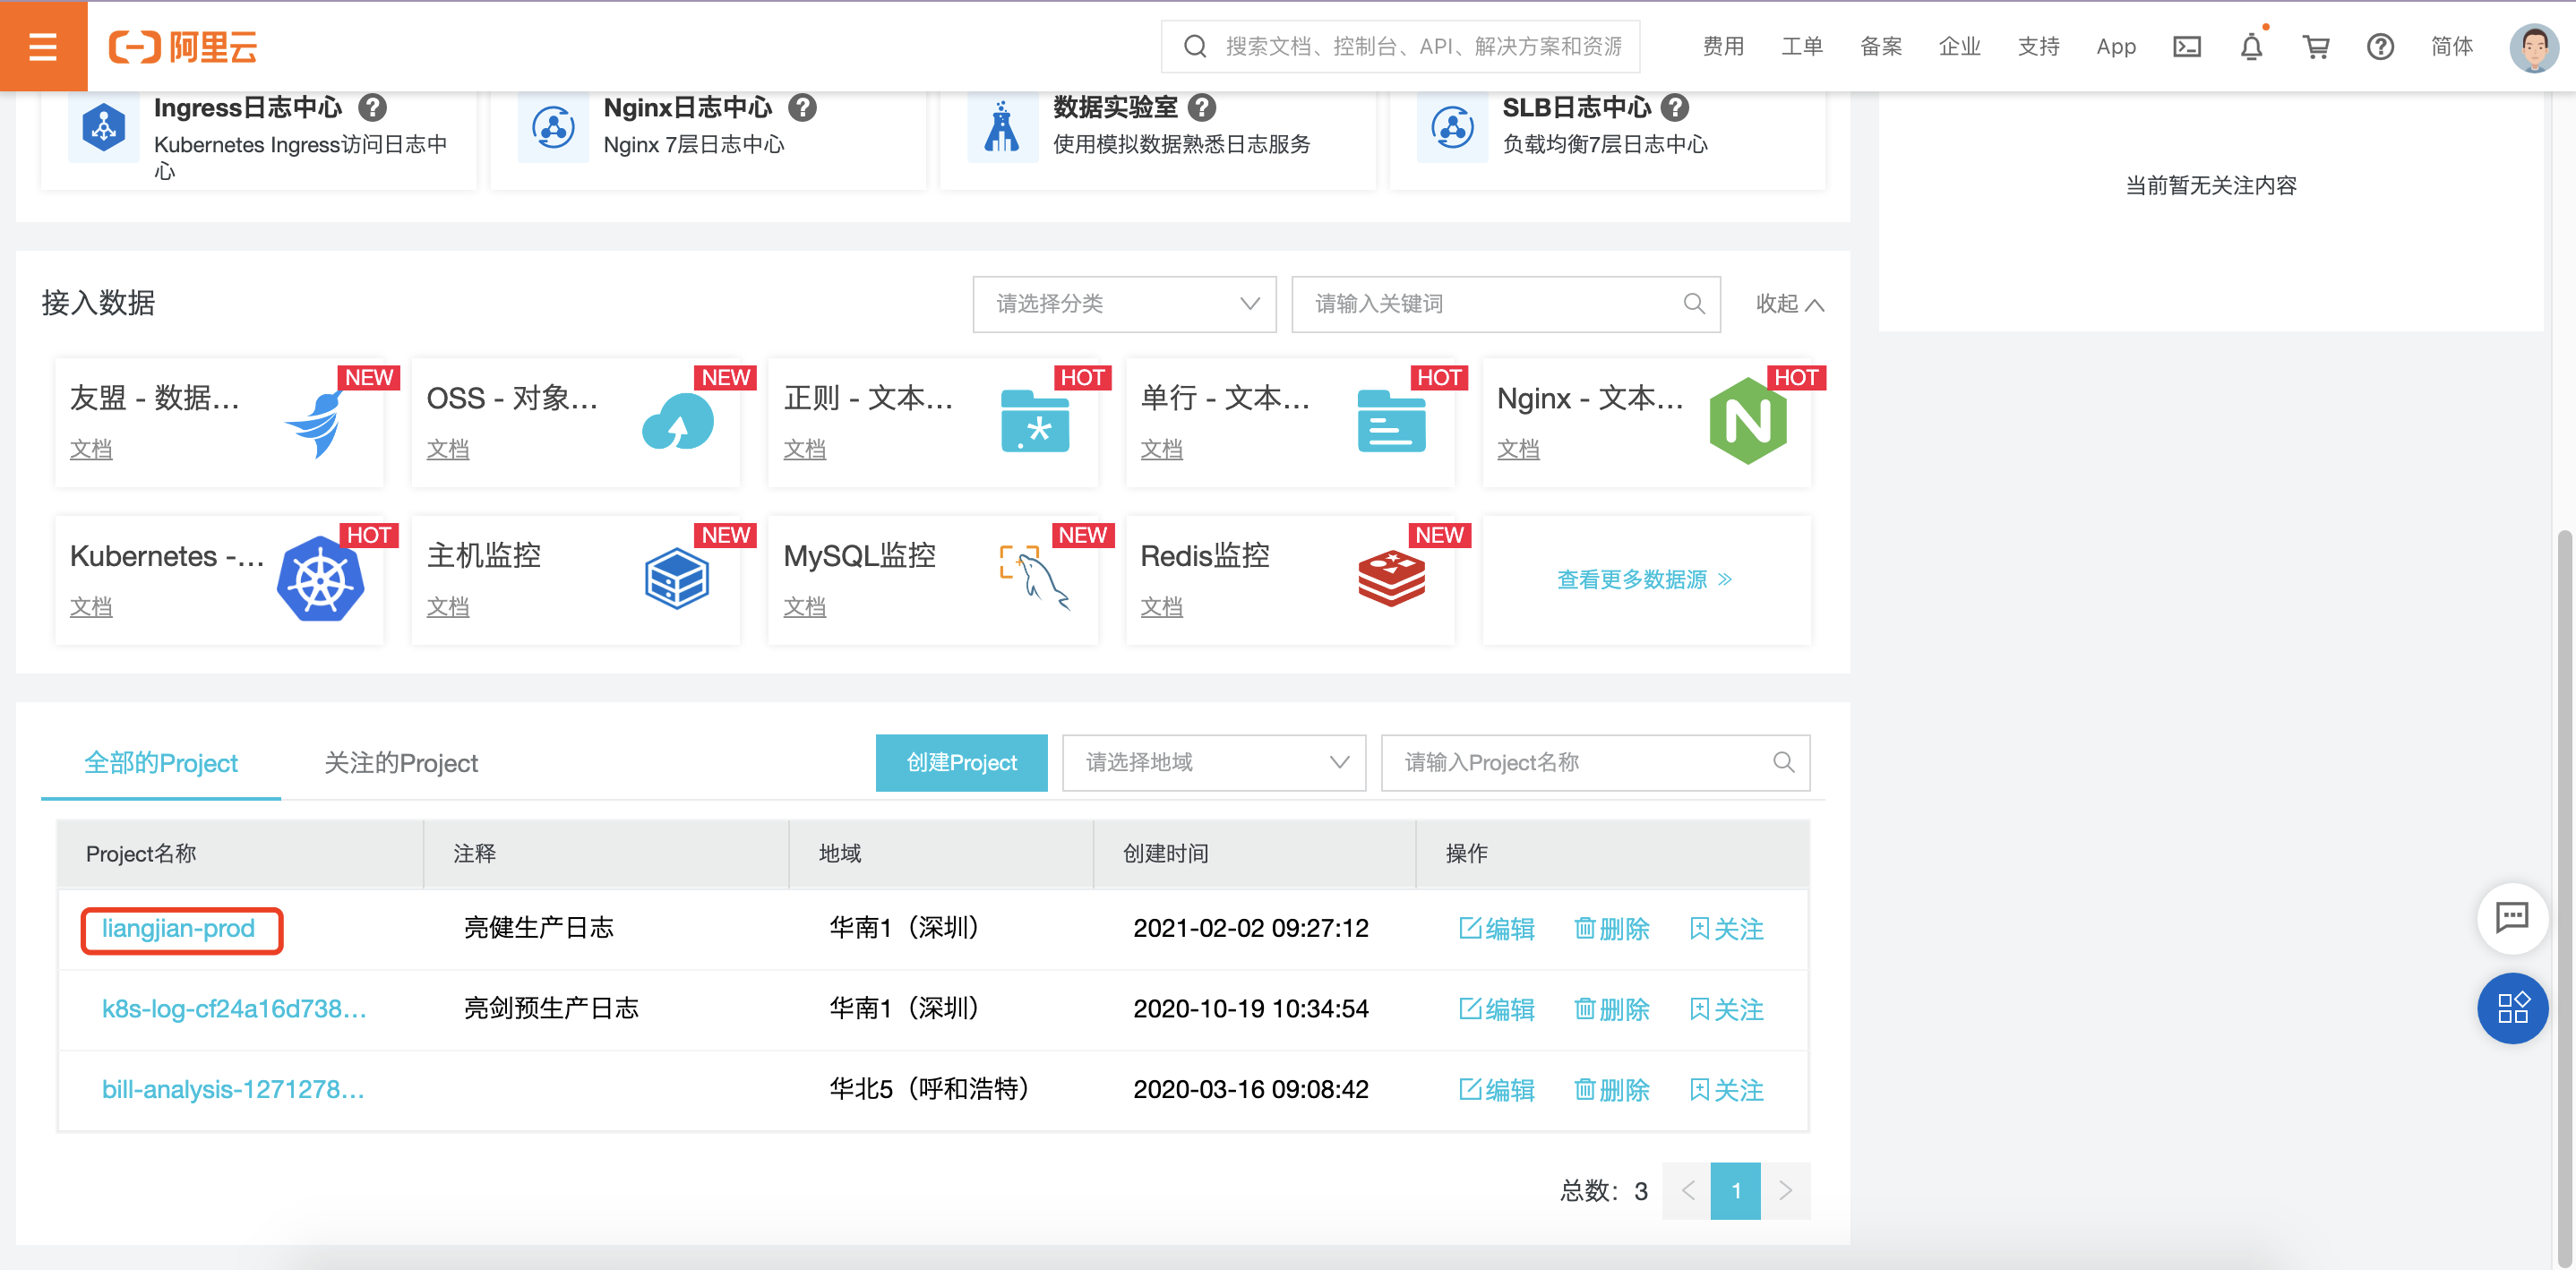 阿里云
搜索文档、控制台、API、解决方案和资源
费用 工单 备案 企业 支持 App 简体
Ingress日志中心
Kubernetes Ingress访问日志中
心
Nginx日志中心
Nginx 7层日志中心
数据实验室
使用模拟数据熟悉日志服务
SLB日志中心
负载均衡7层日志中心
当前暂无关注内容
接入数据
请选择分类
请输入关键词
收起
友盟 - 数据...
NEW
文档
OSS - 对象...
NEW
文档
正则 - 文本...
HOT
文档
单行 - 文本...
HOT
文档
Nginx - 文本...
HOT
文档
Kubernetes -...
HOT
文档
主机监控
NEW
文档
MySQL监控
NEW
文档
Redis监控
NEW
文档
查看更多数据源
全部的Project 关注的Project
创建Project
请选择地域
请输入Project名称
Project名称 注释 地域 创建时间 操作
liangjian-prod 亮健生产日志 华南1（深圳） 2021-02-02 09:27:12 编辑 删除 关注
k8s-log-cf24a16d738... 亮剑预生产日志 华南1（深圳） 2020-10-19 10:34:54 编辑 删除 关注
bill-analysis-1271278... 华北5（呼和浩特） 2020-03-16 09:08:42 编辑 删除 关注
总数：3 < 1 >